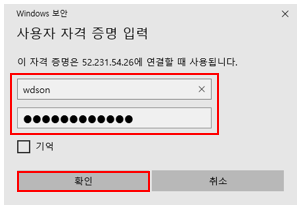 Windows 보안
사용자 자격 증명 입력
이 자격 증명은 52.231.54.26에 연결할 때 사용됩니다.
wdson
●●●●●●●●●●●●
기억
확인
취소